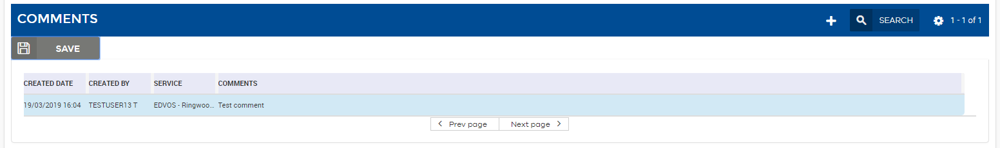 COMMENTS
SEARCH
1 - 1 of 1
SAVE
CREATED DATE CREATED BY SERVICE COMMENTS
19/03/2019 16:04 TESTUSER13 T EDVOS - Ringwoo... Test comment
Prev page Next page